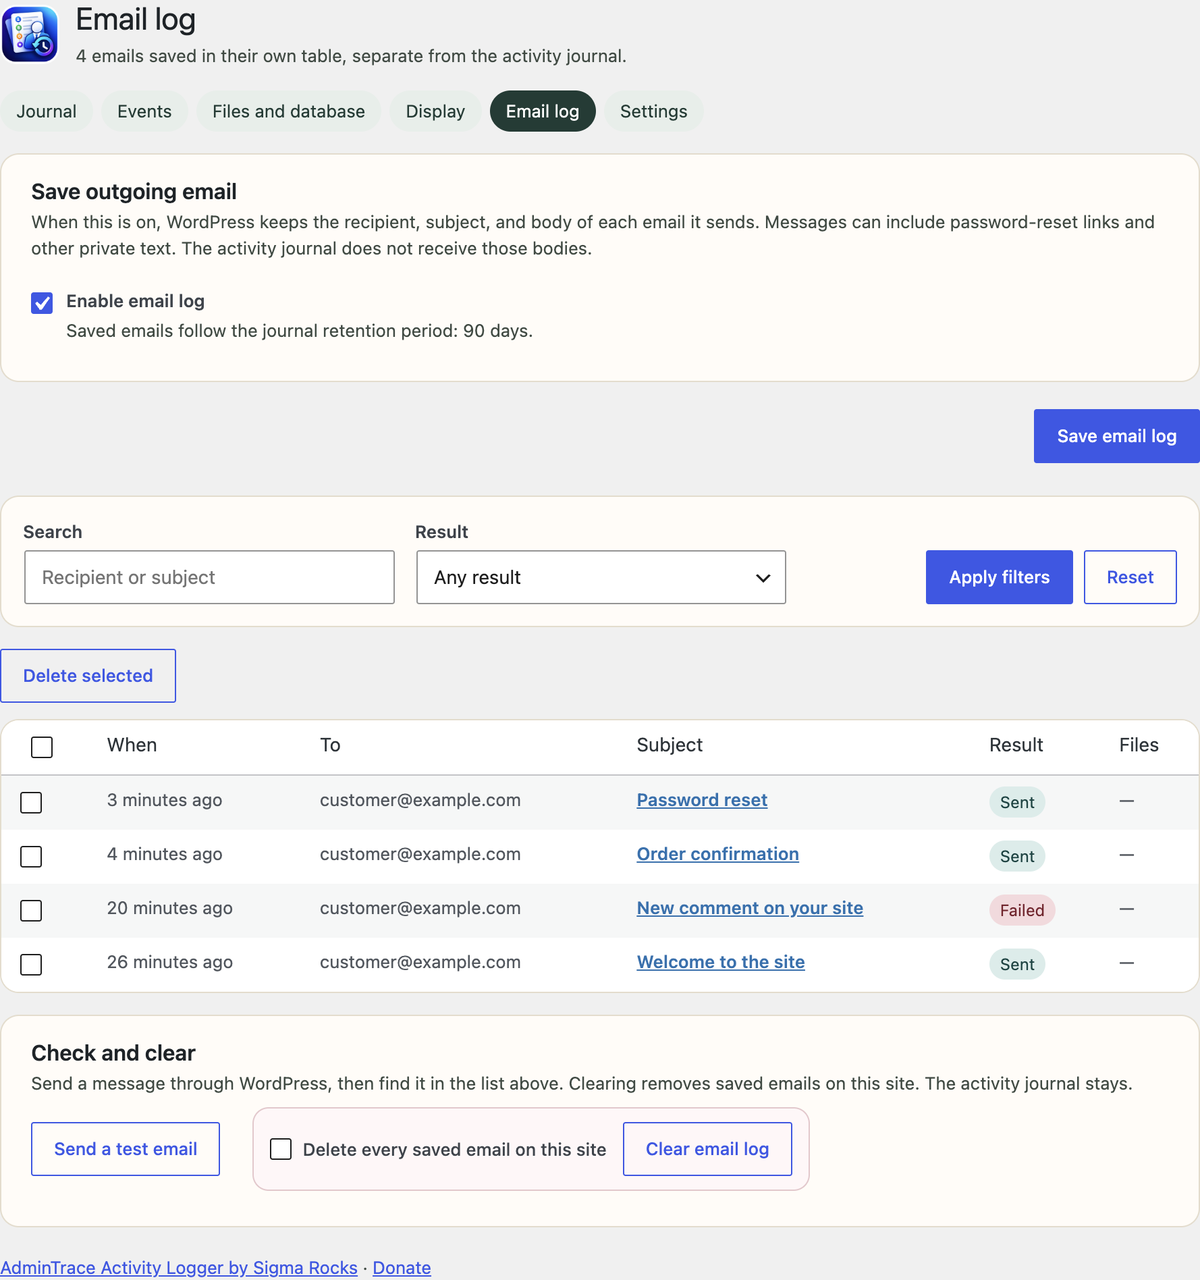 Email log
4 emails saved in their own table, separate from the activity journal.
Journal Events Files and database Display Email log Settings
Save outgoing email
When this is on, WordPress keeps the recipient, subject, and body of each email it sends. Messages can include password-reset links and
other private text. The activity journal does not receive those bodies.
Enable email log
Saved emails follow the journal retention period: 90 days.
Save email log
Search Result
Recipient or subject Any result Apply filters Reset
Delete selected
When To Subject Result Files
3 minutes ago customer@example.com Password reset Sent —
4 minutes ago customer@example.com Order confirmation Sent —
20 minutes ago customer@example.com New comment on your site Failed —
26 minutes ago customer@example.com Welcome to the site Sent —
Check and clear
Send a message through WordPress, then find it in the list above. Clearing removes saved emails on this site. The activity journal stays.
Send a test email Delete every saved email on this site Clear email log
AdminTrace Activity Logger by Sigma Rocks · Donate